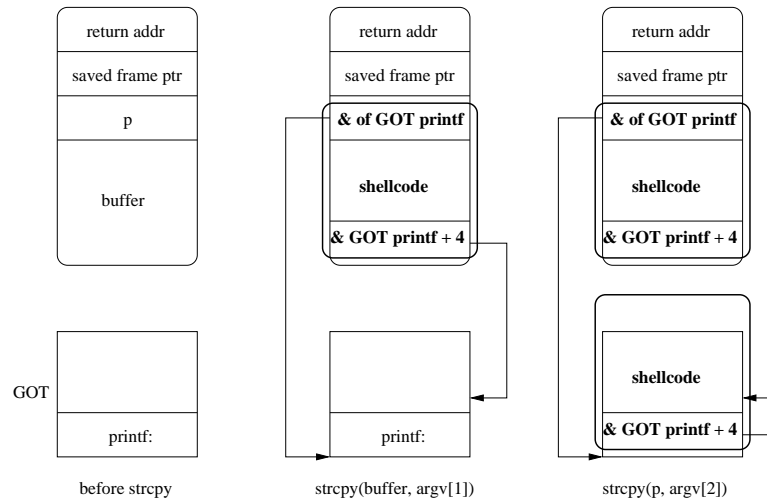 return addr
saved frame ptr
p
buffer
GOT
printf:
before strcpy
return addr
saved frame ptr
& of GOT printf
shellcode
& GOT printf + 4
printf:
strcpy(buffer, argv[1])
return addr
saved frame ptr
& of GOT printf
shellcode
& GOT printf + 4
shellcode
& GOT printf + 4
strcpy(p, argv[2])